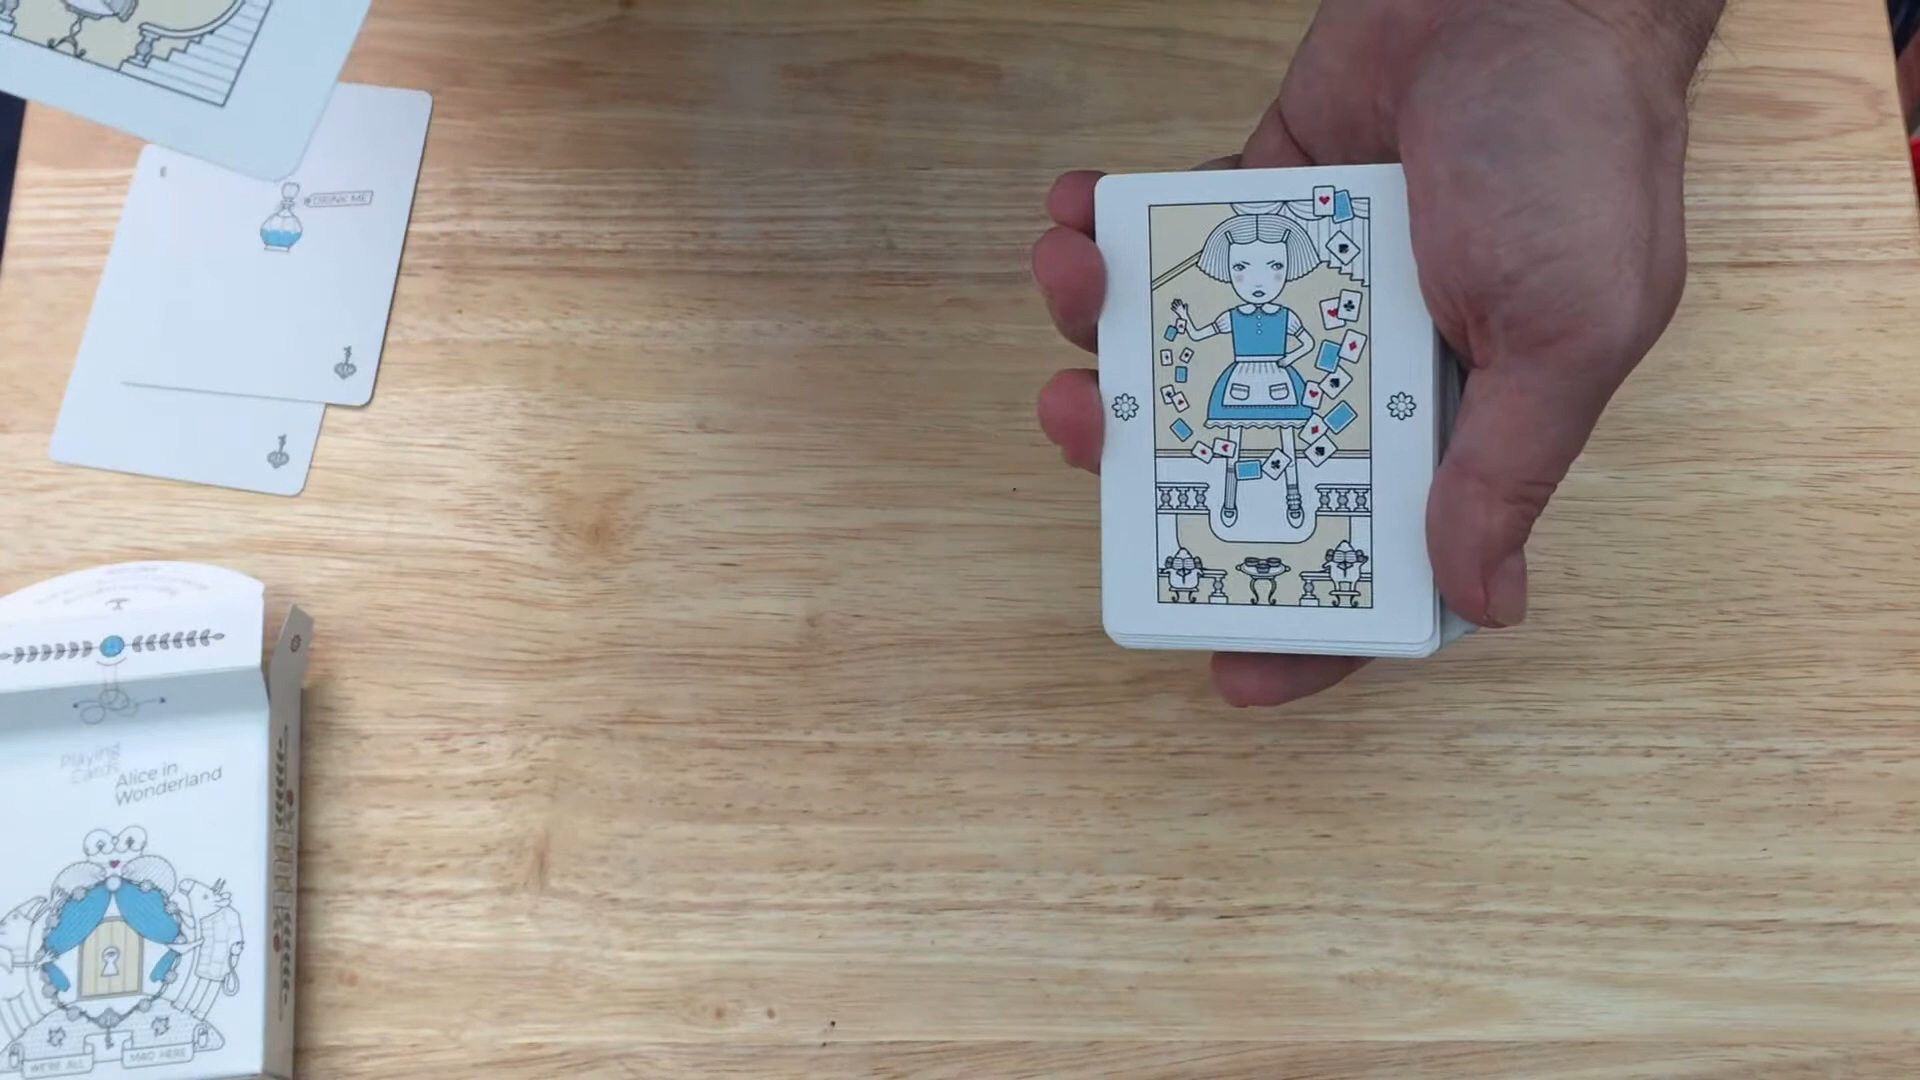 DRINK ME
Playing
Cards
Alice in
Wonderland
WE'RE ALL
MAD HERE